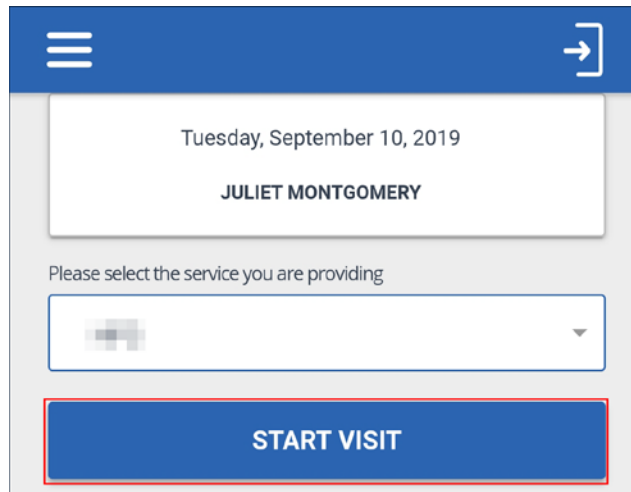 Tuesday, September 10, 2019
JULIET MONTGOMERY
Please select the service you are providing
START VISIT